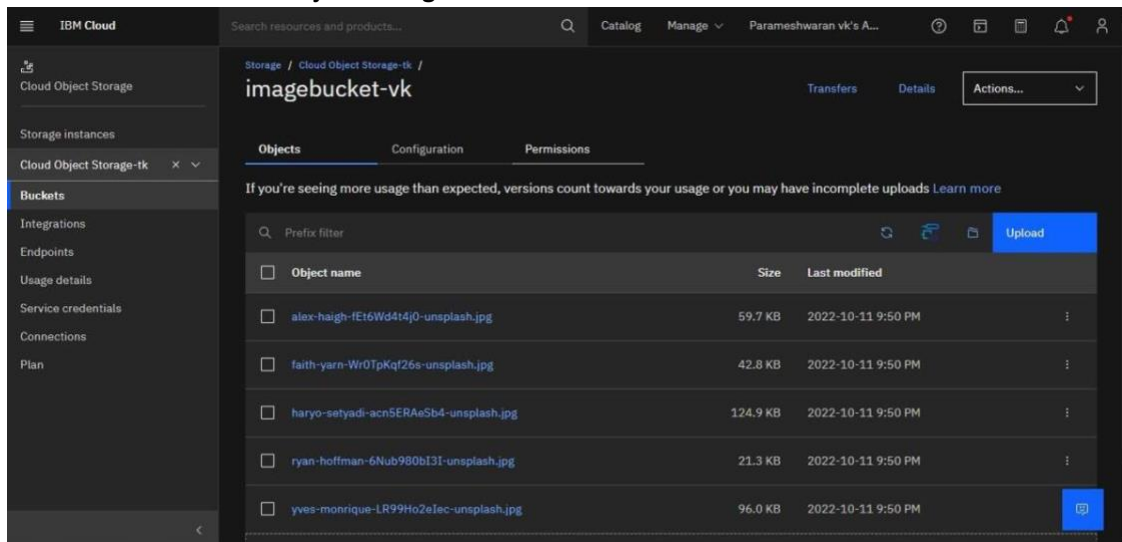 IBM Cloud
Search resources and products...
Catalog
Manage
Parameshwaran vk's A...
Cloud Object Storage
Storage instances
Cloud Object Storage-tk
Buckets
Integrations
Endpoints
Usage details
Service credentials
Connections
Plan
Storage / Cloud Object Storage-tk /
imagebucket-vk
Transfers
Details
Actions...
Objects
Configuration
Permissions
If you're seeing more usage than expected, versions count towards your usage or you may have incomplete uploads Learn more
Prefix filter
Upload
Object name Size Last modified
alex-haigh-fEt6Wd4t4j0-unsplash.jpg 59.7 KB 2022-10-11 9:50 PM
faith-yarn-Wr0TpKqf26s-unsplash.jpg 42.8 KB 2022-10-11 9:50 PM
haryo-setyadi-acn5ERAeSb4-unsplash.jpg 124.9 KB 2022-10-11 9:50 PM
ryan-hoffman-6Nub980bI3I-unsplash.jpg 21.3 KB 2022-10-11 9:50 PM
yves-monrique-LR99Ho2eIec-unsplash.jpg 96.0 KB 2022-10-11 9:50 PM